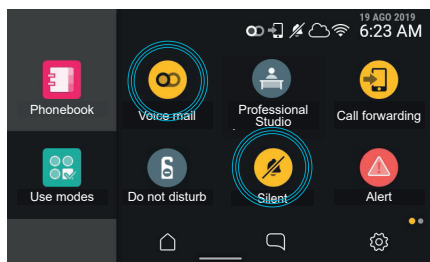 19 AGO 2019
6:23 AM
Phonebook
Voice mail
Professional
Studio
Call forwarding
Use modes
Do not disturb
Silent
Alert